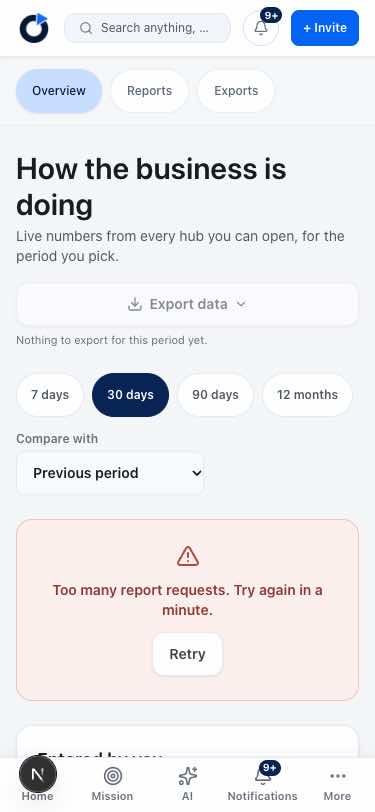 Search anything, ...
9+
+ Invite
Overview
Reports
Exports
How the business is
doing
Live numbers from every hub you can open, for the
period you pick.
Export data
Nothing to export for this period yet.
7 days
30 days
90 days
12 months
Compare with
Previous period
Too many report requests. Try again in a
minute.
Retry
Entered by you
N
9+
Home
Mission
AI
Notifications
More